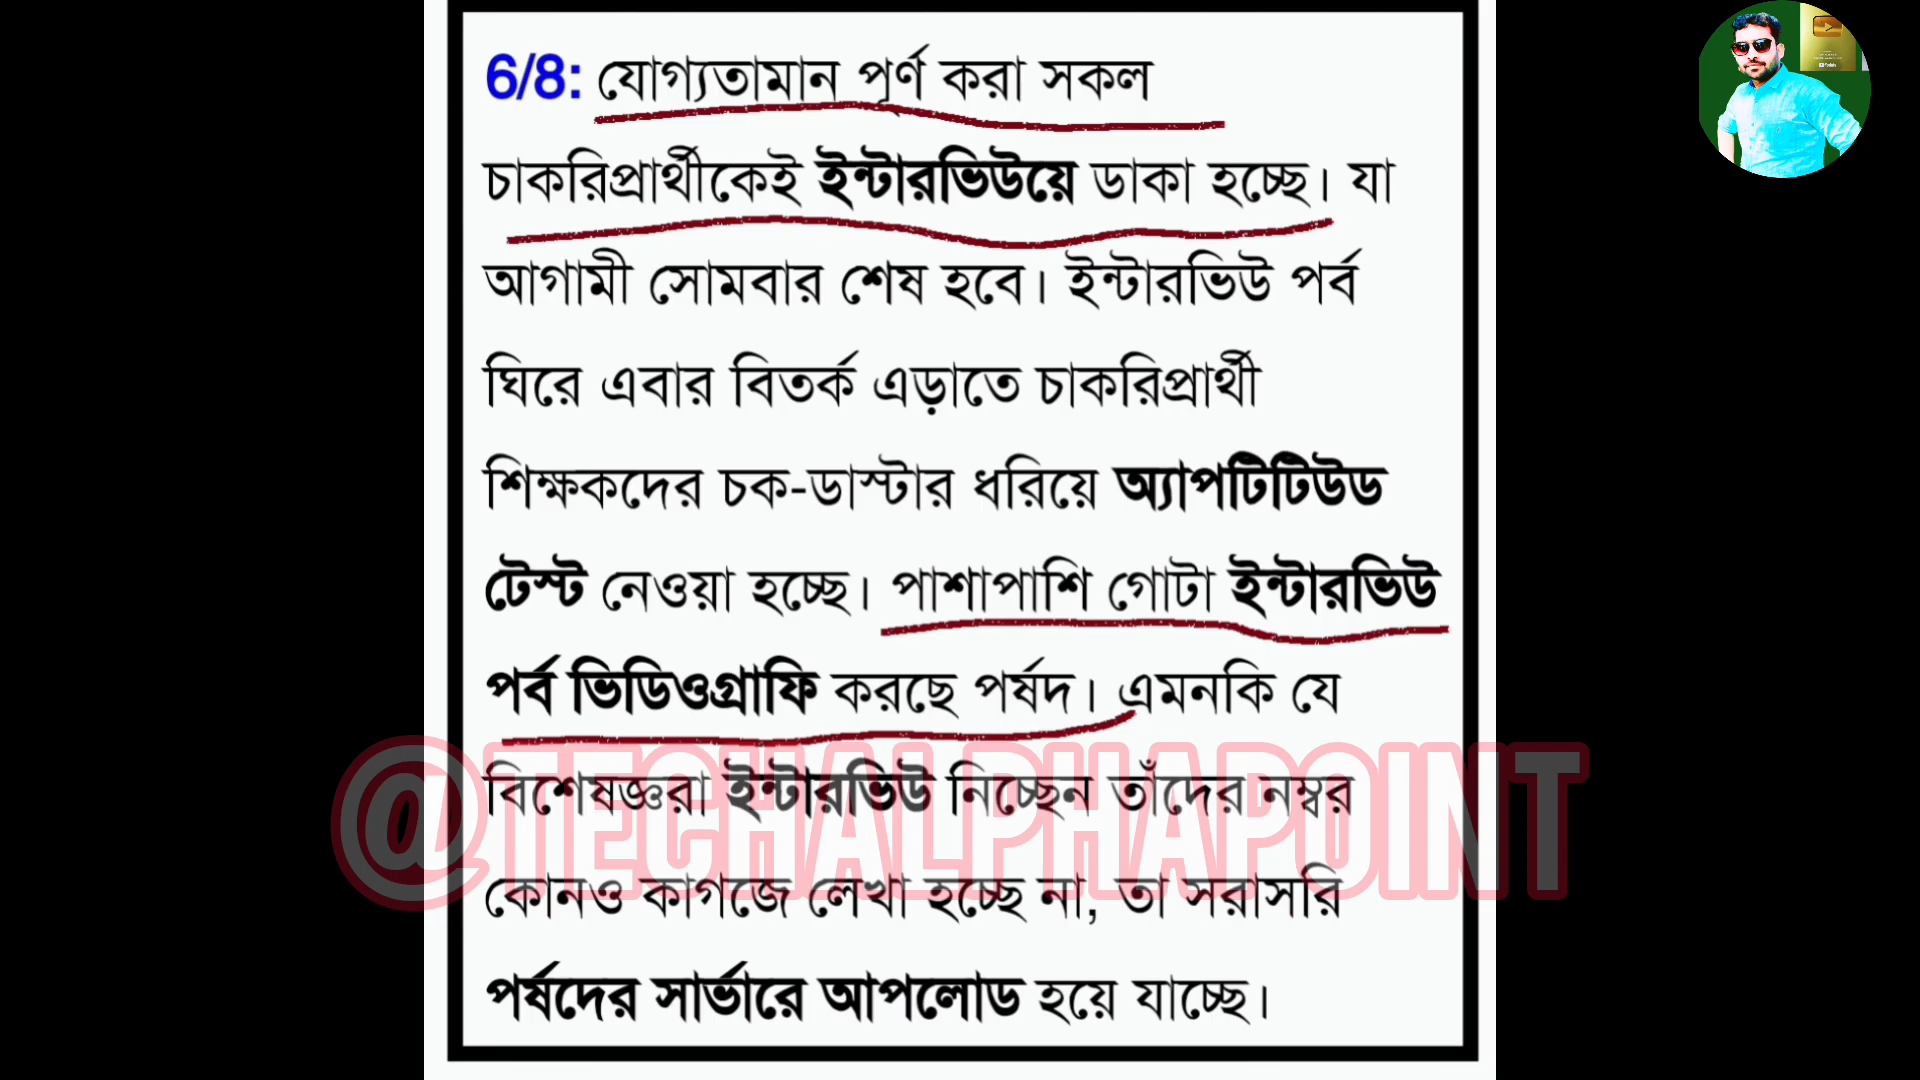 6/8: যোগ্যতামান পূর্ণ করা সকল
চাকরিপ্রার্থীকেই ইন্টারভিউয়ে ডাকা হচ্ছে। যা
আগামী সোমবার শেষ হবে। ইন্টারভিউ পর্ব
ঘিরে এবার বিতর্ক এড়াতে চাকরিপ্রার্থী
শিক্ষকদের চক-ডাস্টার ধরিয়ে অ্যাপটিটিউড
টেস্ট নেওয়া হচ্ছে। পাশাপাশি গোটা ইন্টারভিউ
পর্ব ভিডিওগ্রাফি করছে পর্ষদ। এমনকি যে
বিশেষজ্ঞরা ইন্টারভিউ নিচ্ছেন তাঁদের নম্বর
কোনও কাগজে লেখা হচ্ছে না, তা সরাসরি
পর্ষদের সার্ভারে আপলোড হয়ে যাচ্ছে।
@TECHALPHAPOINT